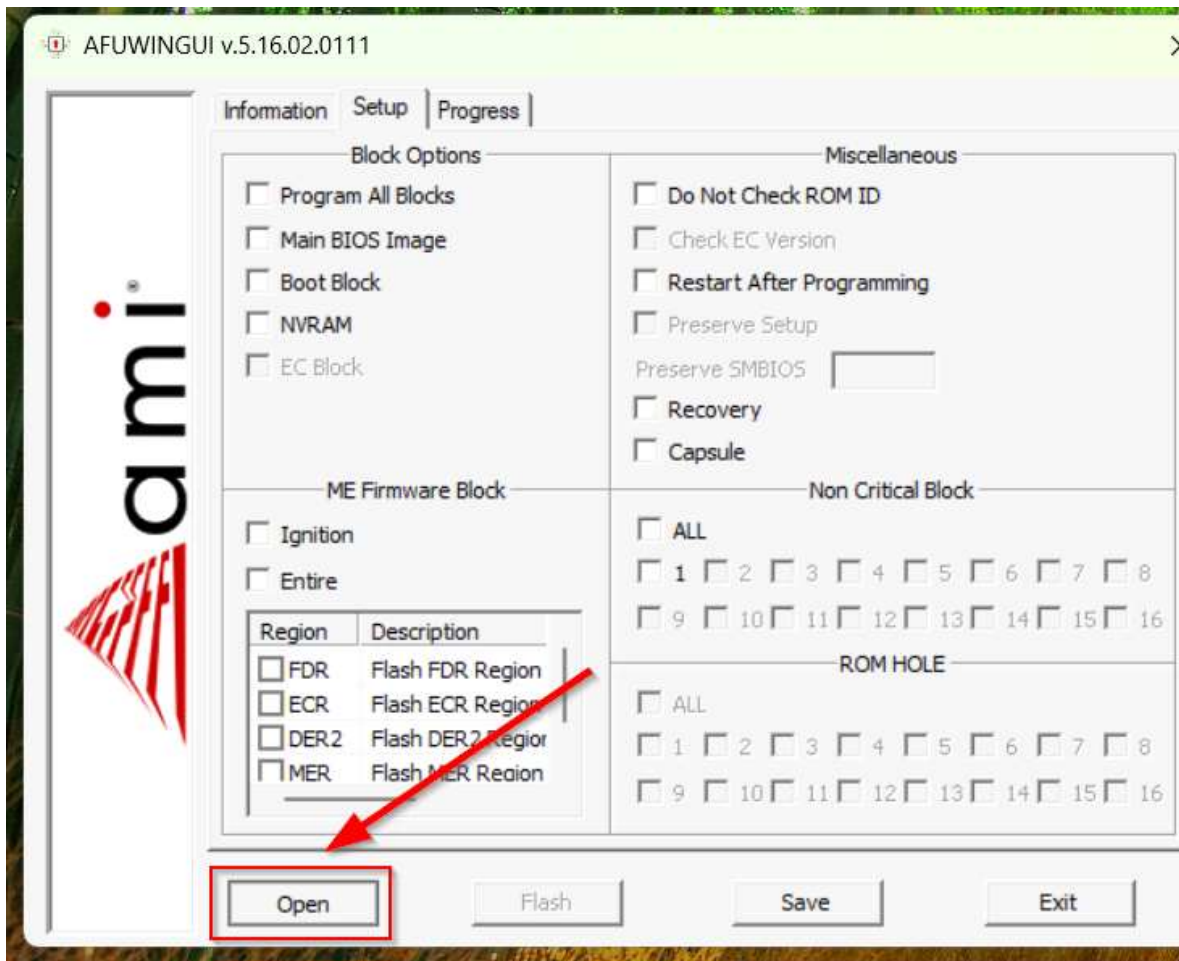 AFUWINGUI v.5.16.02.0111
Information Setup Progress
Block Options
Program All Blocks
Main BIOS Image
Boot Block
NVRAM
EC Block
Miscellaneous
Do Not Check ROM ID
Check EC Version
Restart After Programming
Preserve Setup
Preserve SMBIOS
Recovery
Capsule
ami
ME Firmware Block
Ignition
Entire
Region Description
FDR Flash FDR Region
ECR Flash ECR Region
DER2 Flash DER2 Region
MER Flash MER Region
Non Critical Block
ALL
1 2 3 4 5 6 7 8
9 10 11 12 13 14 15 16
ROM HOLE
ALL
1 2 3 4 5 6 7 8
9 10 11 12 13 14 15 16
Open Flash Save Exit